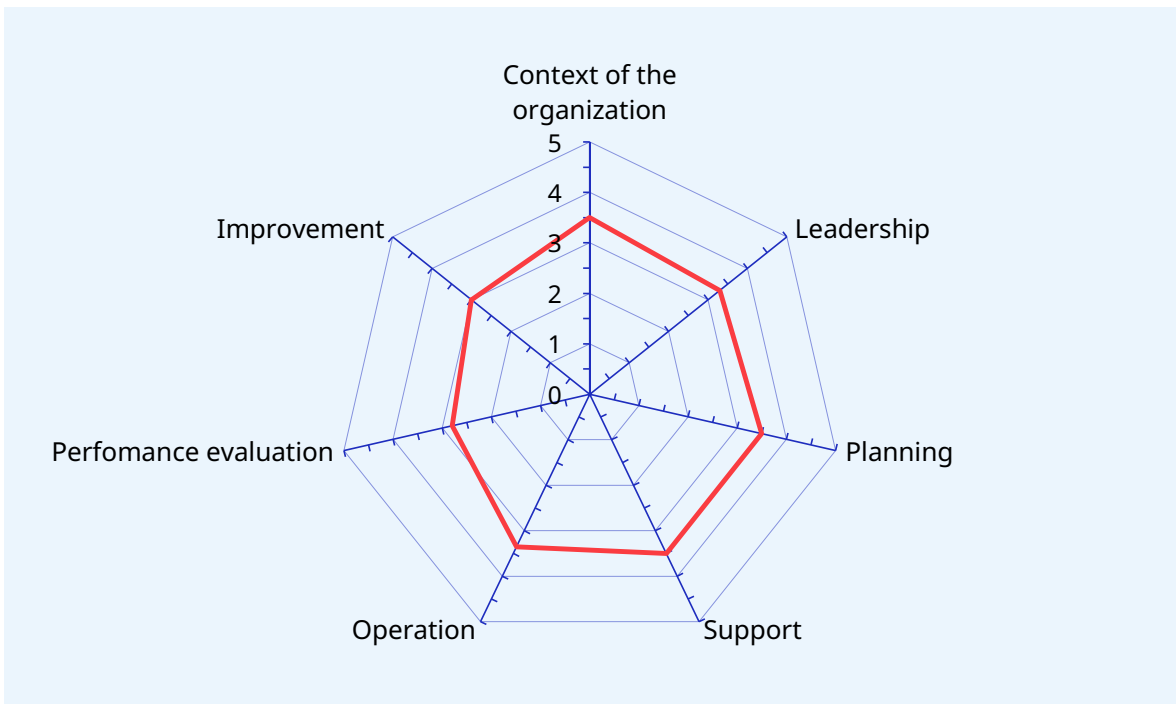 Context of the
organization
5
4
Improvement
Leadership
3
2
1
0
Perfomance evaluation
Planning
Operation
Support